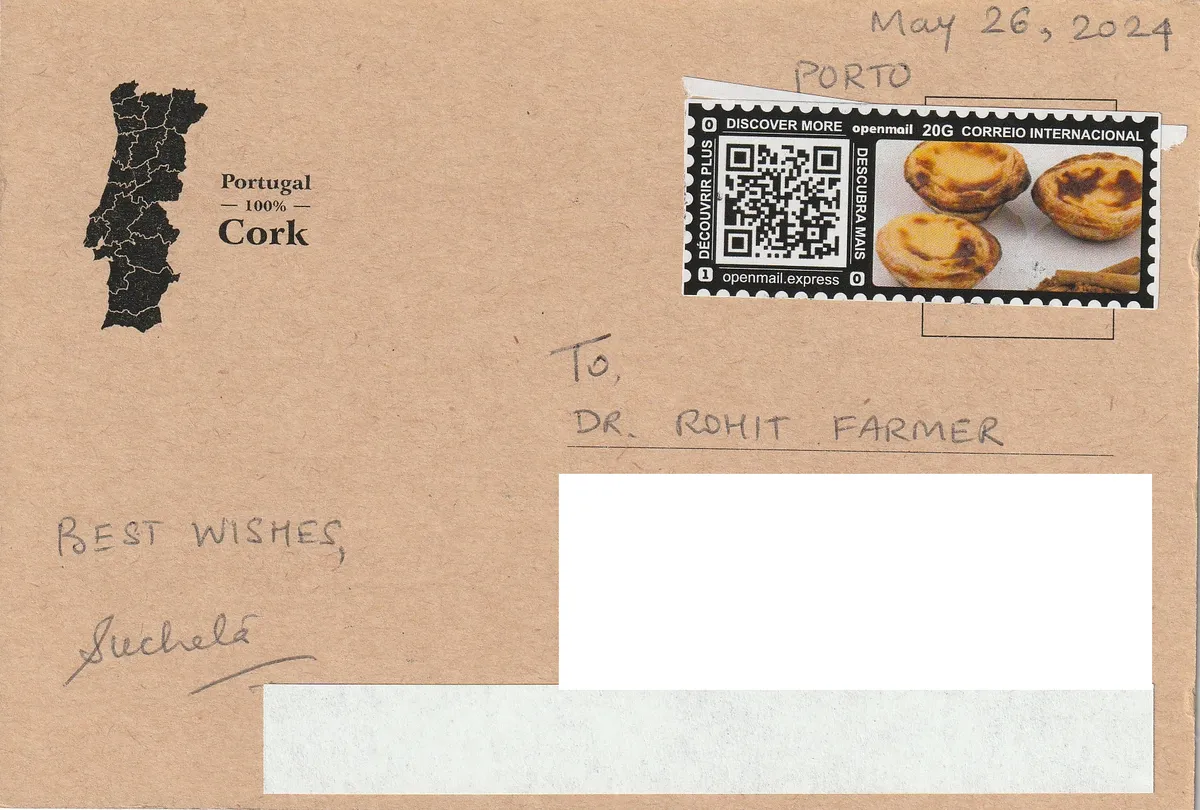 May 26, 2024
PORTO
DISCOVER MORE
openmail 20G CORREIO INTERNACIONAL
DÉCOUVRIR PLUS
DESCUBRA MAIS
0
1
openmail.express
0
Portugal
100%
Cork
To,
DR. ROHIT FARMER
BEST WISHES,
Suchela